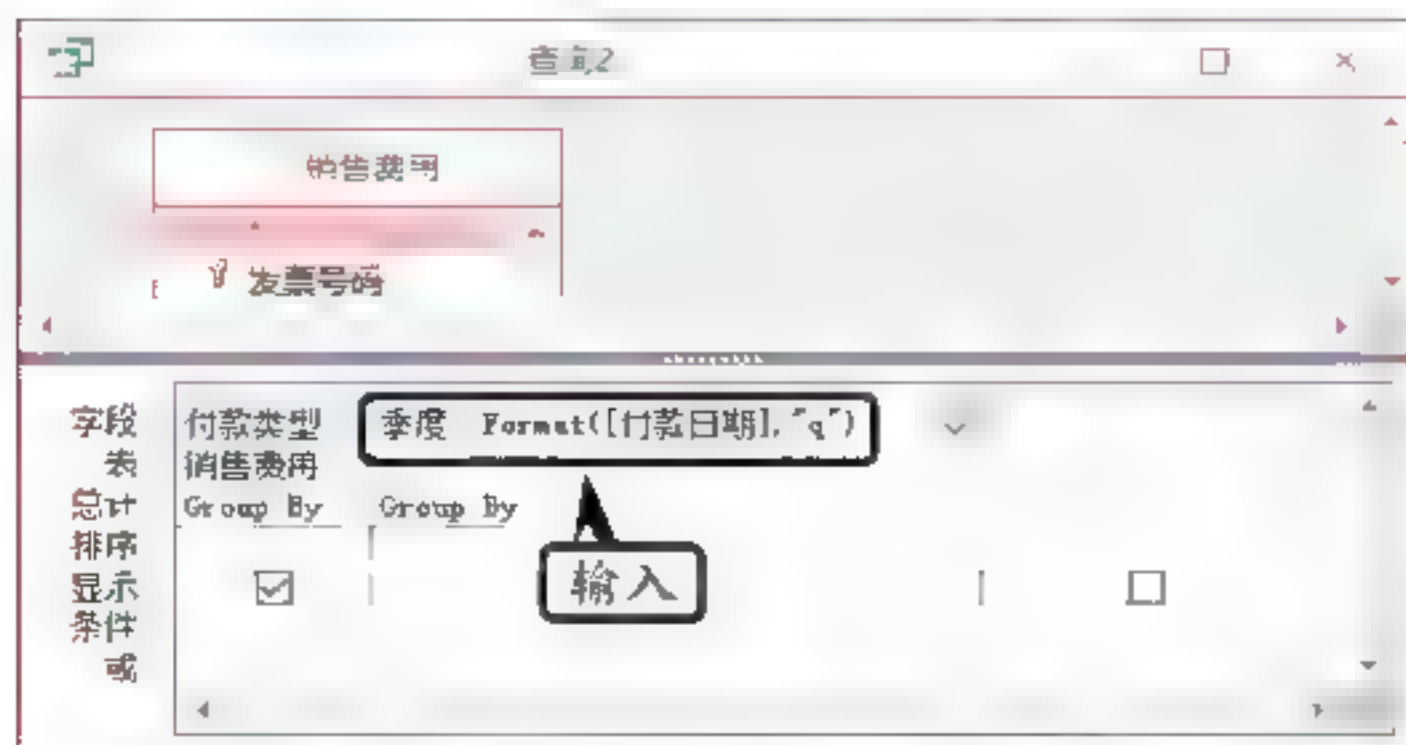 查询2
销售费用
发票号码
字段 付款类型 季度 Format([付款日期],"q")
表 销售费用
总计 Group By Group By
排序
显示
条件
或
输入